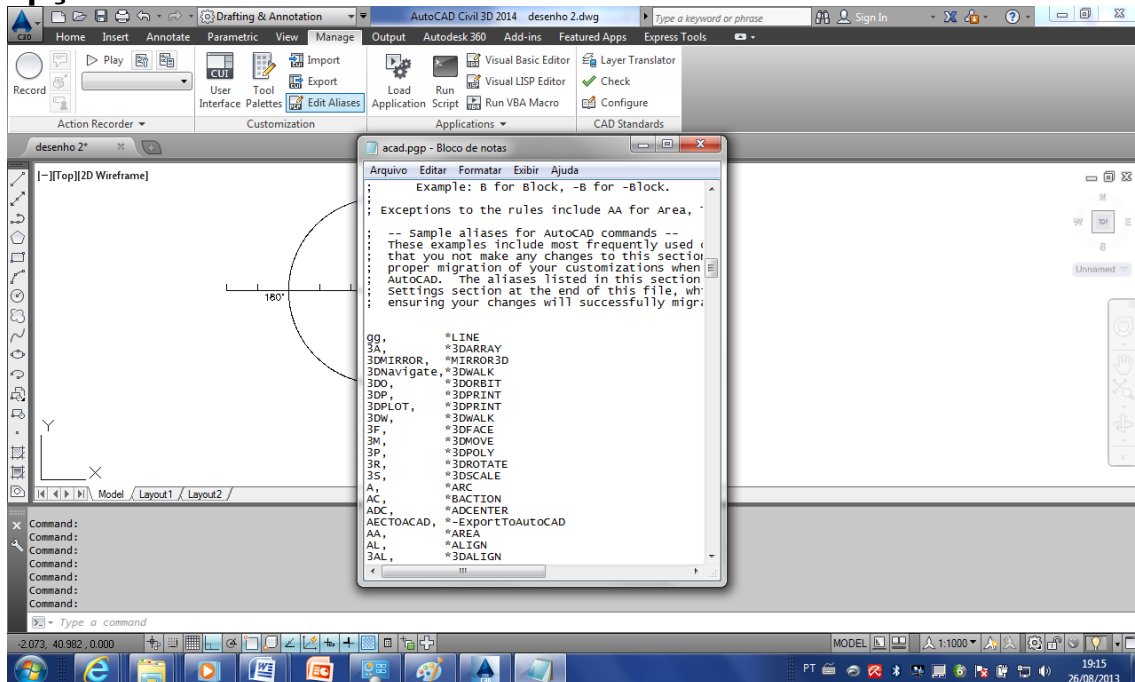 Drafting & Annotation
AutoCAD Civil 3D 2014 desenho 2.dwg
Type a keyword or phrase
Sign In
C3D
Home Insert Annotate Parametric View Manage Output Autodesk 360 Add-ins Featured Apps Express Tools
Record
Play
CUI
User Interface
Tool Palettes
Import
Export
Edit Aliases
Load Application
Run Script
Visual Basic Editor
Visual LISP Editor
Run VBA Macro
Layer Translator
Check
Configure
Action Recorder
Customization
Applications
CAD Standards
desenho 2*
[−][Top][2D Wireframe]
180°
Y
X
acad.pgp - Bloco de notas
Arquivo Editar Formatar Exibir Ajuda
; Example: B for Block, -B for -Block.
;
; Exceptions to the rules include AA for Area,
; -- Sample aliases for AutoCAD commands --
; These examples include most frequently used
; that you not make any changes to this section
; proper migration of your customizations when
; AutoCAD. The aliases listed in this section
; Settings section at the end of this file,
; ensuring your changes will successfully
gg, *LINE
3A, *3DARRAY
3DMIRROR, *MIRROR3D
3DNavigate,*3DWALK
3DO, *3DORBIT
3DP, *3DPRINT
3DPLOT, *3DPRINT
3DW, *3DWALK
3F, *3DFACE
3M, *3DMOVE
3P, *3DPOLY
3R, *3DROTATE
3S, *3DSCALE
A, *ARC
AC, *BACTION
ADC, *ADCENTER
AECTOACAD, *-ExportToAutoCAD
AA, *AREA
AL, *ALIGN
3AL, *3DALIGN
W
TOP
E
Unnamed
Model Layout1 Layout2
Command:
Command:
Command:
Command:
Command:
Command:
Command:
Type a command
-2.073, 40.982 , 0.000
MODEL
1:1000
PT
19:15
26/08/2013